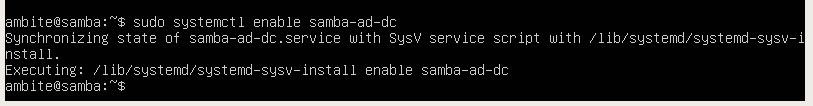 ambite@samba:~$ sudo systemctl enable samba-ad-dc
Synchronizing state of samba-ad-dc.service with SysV service script with /lib/systemd/systemd-sysv-i
nstall.
Executing: /lib/systemd/systemd-sysv-install enable samba-ad-dc
ambite@samba:~$